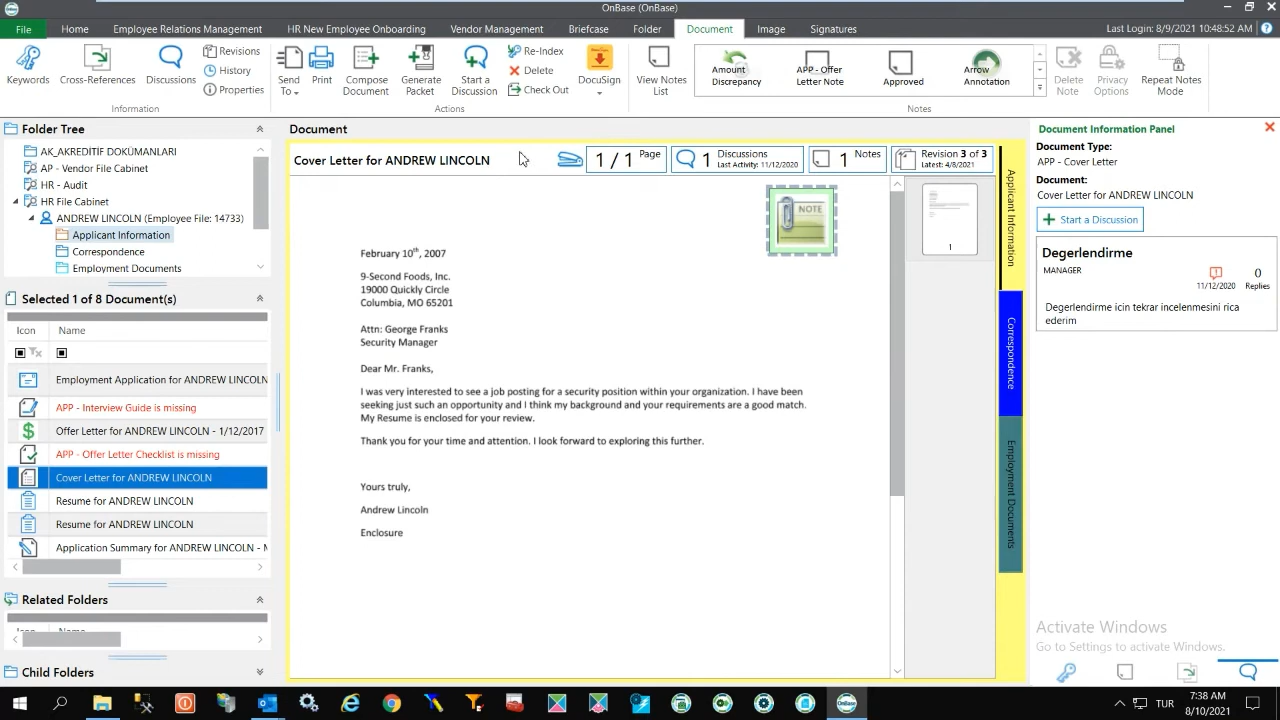 OnBase (OnBase)
File Home Employee Relations Management HR New Employee Onboarding Vendor Management Briefcase Folder Document Image Signatures Last Login: 8/9/2021 10:48:52 AM
Keywords
Cross-References
Discussions
Revisions
History
Properties
Information
Send To
Print
Compose Document
Generate Packet
Start a Discussion
Re-Index
Delete
Check Out
DocuSign
Actions
View Notes List
Amount Discrepancy
APP - Offer Letter Note
Approved
Arrow Annotation
Delete Note
Privacy Options
Repeat Notes Mode
Notes
Folder Tree
AK_AKREDİTİF DOKÜMANLARI
AP - Vendor File Cabinet
HR - Audit
HR File Cabinet
ANDREW LINCOLN (Employee File: 14733)
Applicant Information
Correspondence
Employment Documents
Selected 1 of 8 Document(s)
Icon Name
Employment Application for ANDREW LINCOLN
APP - Interview Guide is missing
Offer Letter for ANDREW LINCOLN - 1/12/2017
APP - Offer Letter Checklist is missing
Cover Letter for ANDREW LINCOLN
Resume for ANDREW LINCOLN
Resume for ANDREW LINCOLN
Application Summary for ANDREW LINCOLN -
Related Folders
Child Folders
Document
Cover Letter for ANDREW LINCOLN
1 / 1 Page
1 Discussions
Last Activity: 11/12/2020
1 Notes
Revision 3 of 3
Latest: 4/8/2021
NOTE
February 10th, 2007
9-Second Foods, Inc.
19000 Quickly Circle
Columbia, MO 65201
Attn: George Franks
Security Manager
Dear Mr. Franks,
I was very interested to see a job posting for a security position within your organization. I have been
seeking just such an opportunity and I think my background and your requirements are a good match.
My Resume is enclosed for your review.
Thank you for your time and attention. I look forward to exploring this further.
Yours truly,
Andrew Lincoln
Enclosure
1
Applicant Information
Correspondence
Employment Documents
Document Information Panel
Document Type:
APP - Cover Letter
Document:
Cover Letter for ANDREW LINCOLN
Start a Discussion
Degerlendirme
MANAGER
11/12/2020
0
Replies
Degerlendirme icin tekrar incelenmesini rica
ederim
Activate Windows
Go to Settings to activate Windows.
OnBase
TUR
7:38 AM
8/10/2021